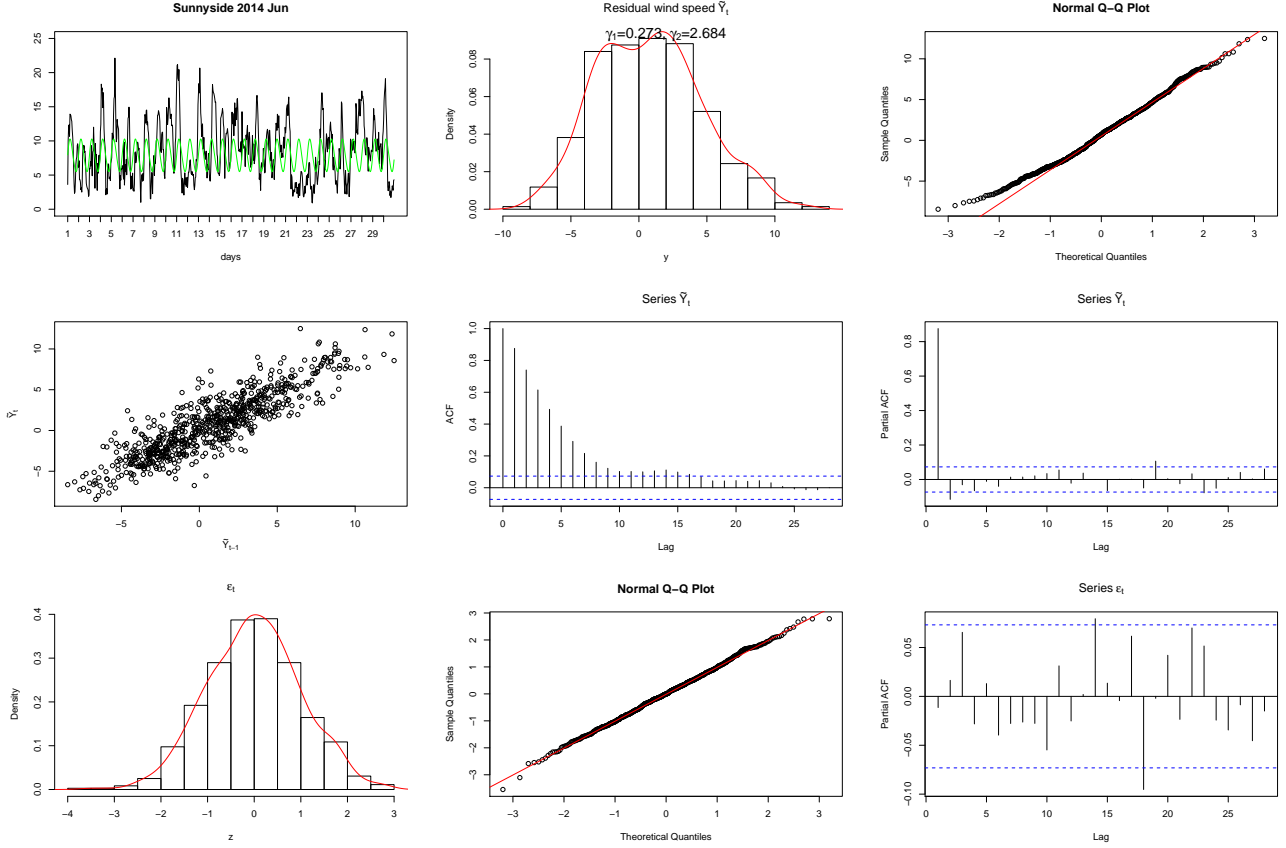 Sunnyside 2014 Jun
25
20
15
10
5
0
1 3 5 7 9 11 13 15 17 19 21 23 25 27 29
days
Residual wind speed Ỹt
γ1=0.273, γ2=2.684
Density
0.08
0.06
0.04
0.02
0.00
−10 −5 0 5 10
y
Normal Q−Q Plot
Sample Quantiles
10
5
0
−5
−3 −2 −1 0 1 2 3
Theoretical Quantiles
Ỹt
10
5
0
−5
−5 0 5 10
Ỹt−1
Series Ỹt
ACF
1.0
0.8
0.6
0.4
0.2
0.0
0 5 10 15 20 25
Lag
Series Ỹt
Partial ACF
0.8
0.6
0.4
0.2
0.0
0 5 10 15 20 25
Lag
εt
Density
0.4
0.3
0.2
0.1
0.0
−4 −3 −2 −1 0 1 2 3
z
Normal Q−Q Plot
Sample Quantiles
3
2
1
0
−1
−2
−3
−3 −2 −1 0 1 2 3
Theoretical Quantiles
Series εt
Partial ACF
0.05
0.00
−0.05
−0.10
0 5 10 15 20 25
Lag